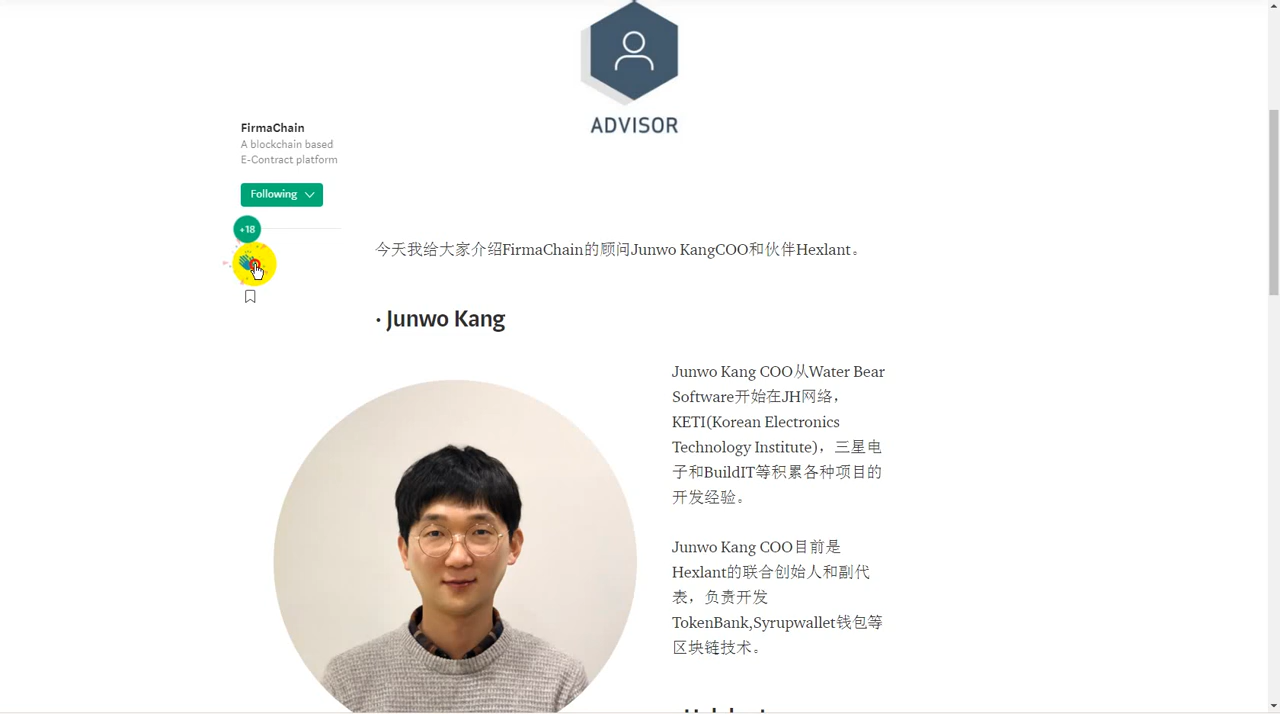 ADVISOR
FirmaChain
A blockchain based
E-Contract platform
Following
+18
今天我给大家介绍FirmaChain的顾问Junwo KangCOO和伙伴Hexlant。
· Junwo Kang
Junwo Kang COO从Water Bear
Software开始在JH网络，
KETI(Korean Electronics
Technology Institute)，三星电
子和BuildIT等积累各种项目的
开发经验。
Junwo Kang COO目前是
Hexlant的联合创始人和副代
表，负责开发
TokenBank,Syrupwallet钱包等
区块链技术。